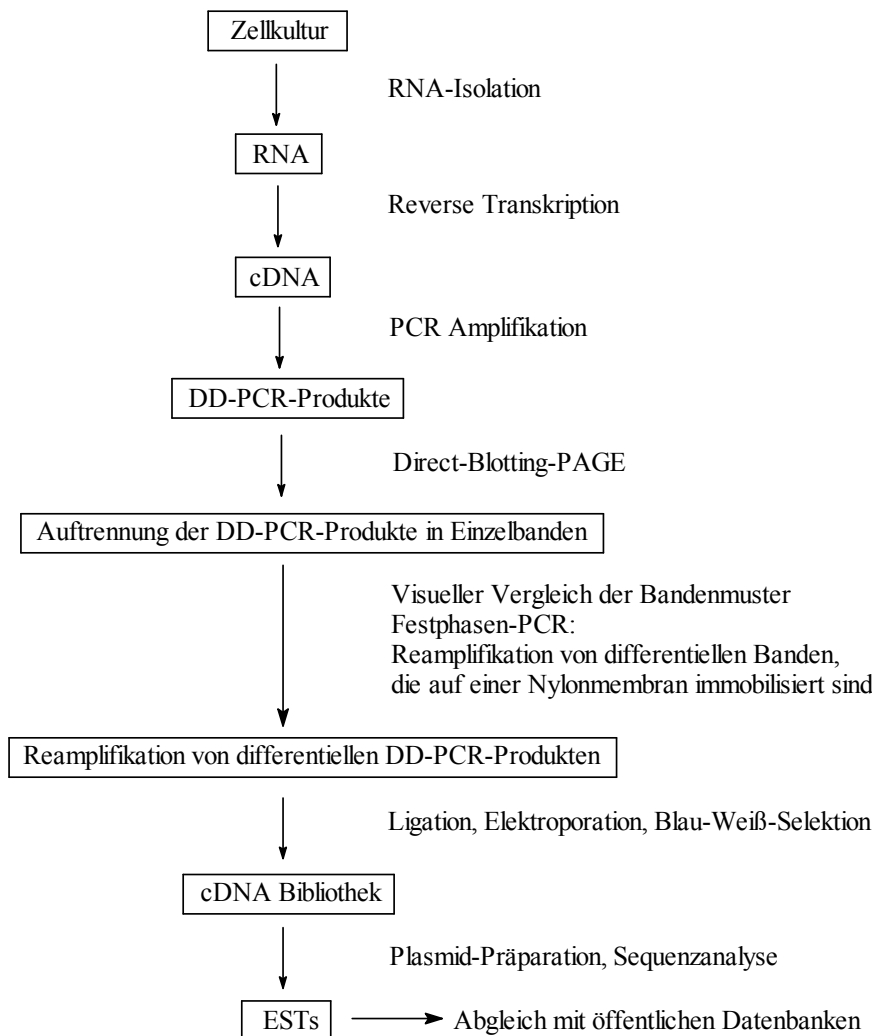 Zellkultur
RNA-Isolation
RNA
Reverse Transkription
cDNA
PCR Amplifikation
DD-PCR-Produkte
Direct-Blotting-PAGE
Auftrennung der DD-PCR-Produkte in Einzelbanden
Visueller Vergleich der Bandenmuster
Festphasen-PCR:
Reamplifikation von differentiellen Banden,
die auf einer Nylonmembran immobilisiert sind
Reamplifikation von differentiellen DD-PCR-Produkten
Ligation, Elektroporation, Blau-Weiß-Selektion
cDNA Bibliothek
Plasmid-Präparation, Sequenzanalyse
ESTs
Abgleich mit öffentlichen Datenbanken